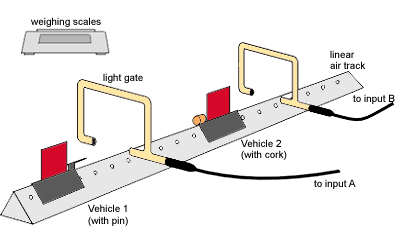 weighing scales
light gate
linear
air track
to input B
Vehicle 2
(with cork)
to input A
Vehicle 1
(with pin)